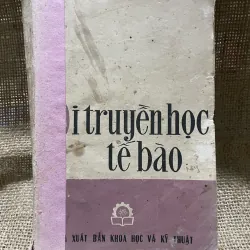 i truyền học
tế bào
XUẤT BẢN KHOA HỌC VÀ KỸ THUẬT